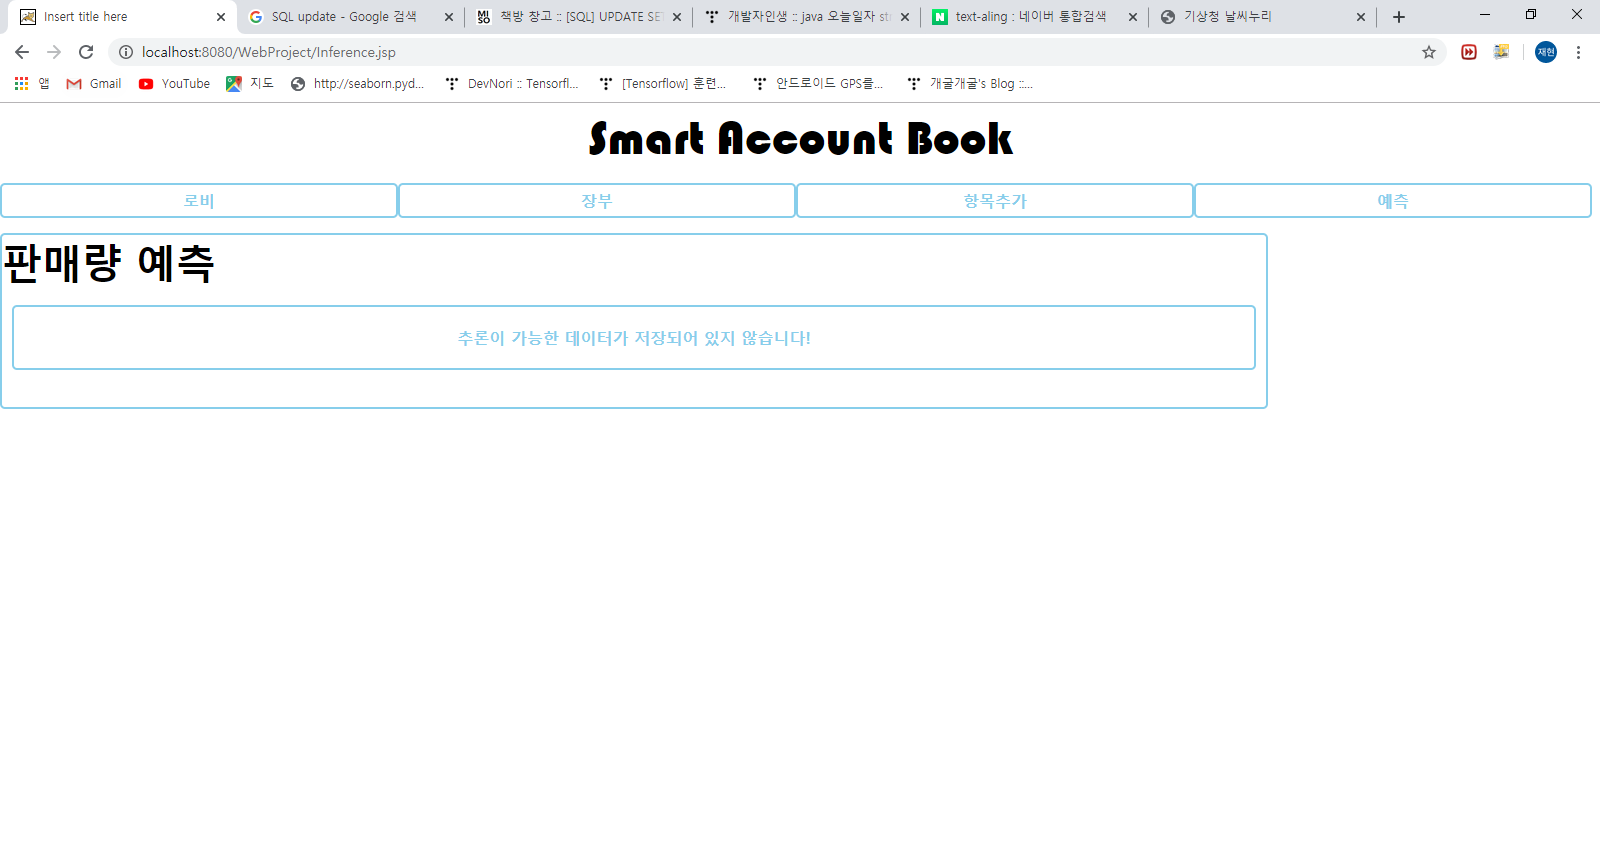 Insert title here
SQL update - Google 검색
MI SO 책방 창고 :: [SQL] UPDATE SE
개발자인생 :: java 오늘일자 st
text-aling : 네이버 통합검색
기상청 날씨누리
localhost:8080/WebProject/Inference.jsp
재현
앱 Gmail YouTube 지도 http://seaborn.pyd... DevNori :: Tensorfl... [Tensorflow] 훈련... 안드로이드 GPS를... 개굴개굴's Blog ::...
Smart Account Book
로비 장부 항목추가 예측
판매량 예측
추론이 가능한 데이터가 저장되어 있지 않습니다!